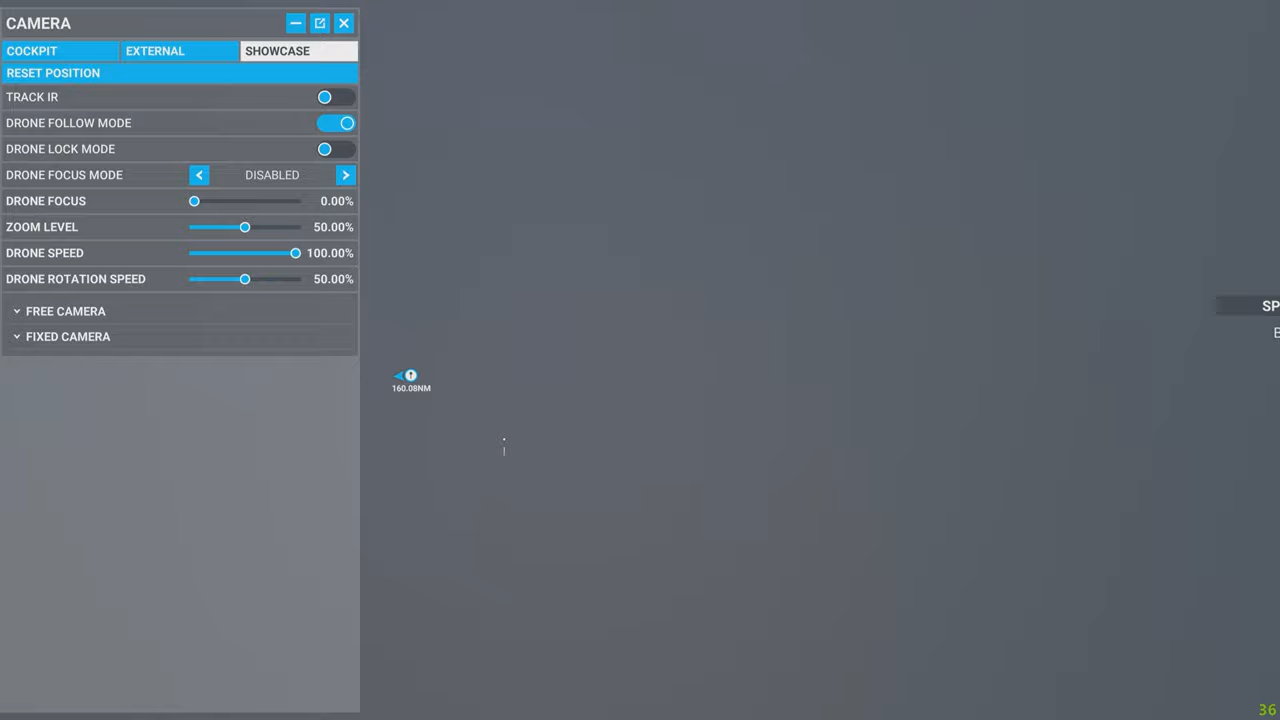 CAMERA
COCKPIT
EXTERNAL
SHOWCASE
RESET POSITION
TRACK IR
DRONE FOLLOW MODE
DRONE LOCK MODE
DRONE FOCUS MODE DISABLED
DRONE FOCUS 0.00%
ZOOM LEVEL 50.00%
DRONE SPEED 100.00%
DRONE ROTATION SPEED 50.00%
SP
FREE CAMERA
FIXED CAMERA
160.08NM
36